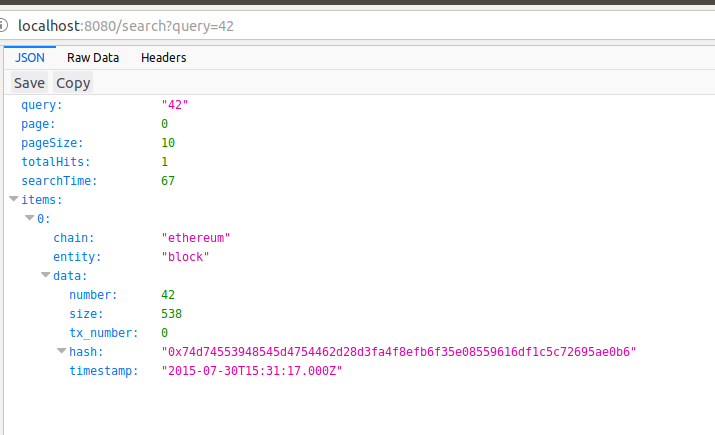 localhost:8080/search?query=42
JSON Raw Data Headers
Save Copy
query: "42"
page: 0
pageSize: 10
totalHits: 1
searchTime: 67
items:
0:
chain: "ethereum"
entity: "block"
data:
number: 42
size: 538
tx_number: 0
hash: "0x74d74553948545d4754462d28d3fa4f8efb6f35e08559616df1c5c72695ae0b6"
timestamp: "2015-07-30T15:31:17.000Z"